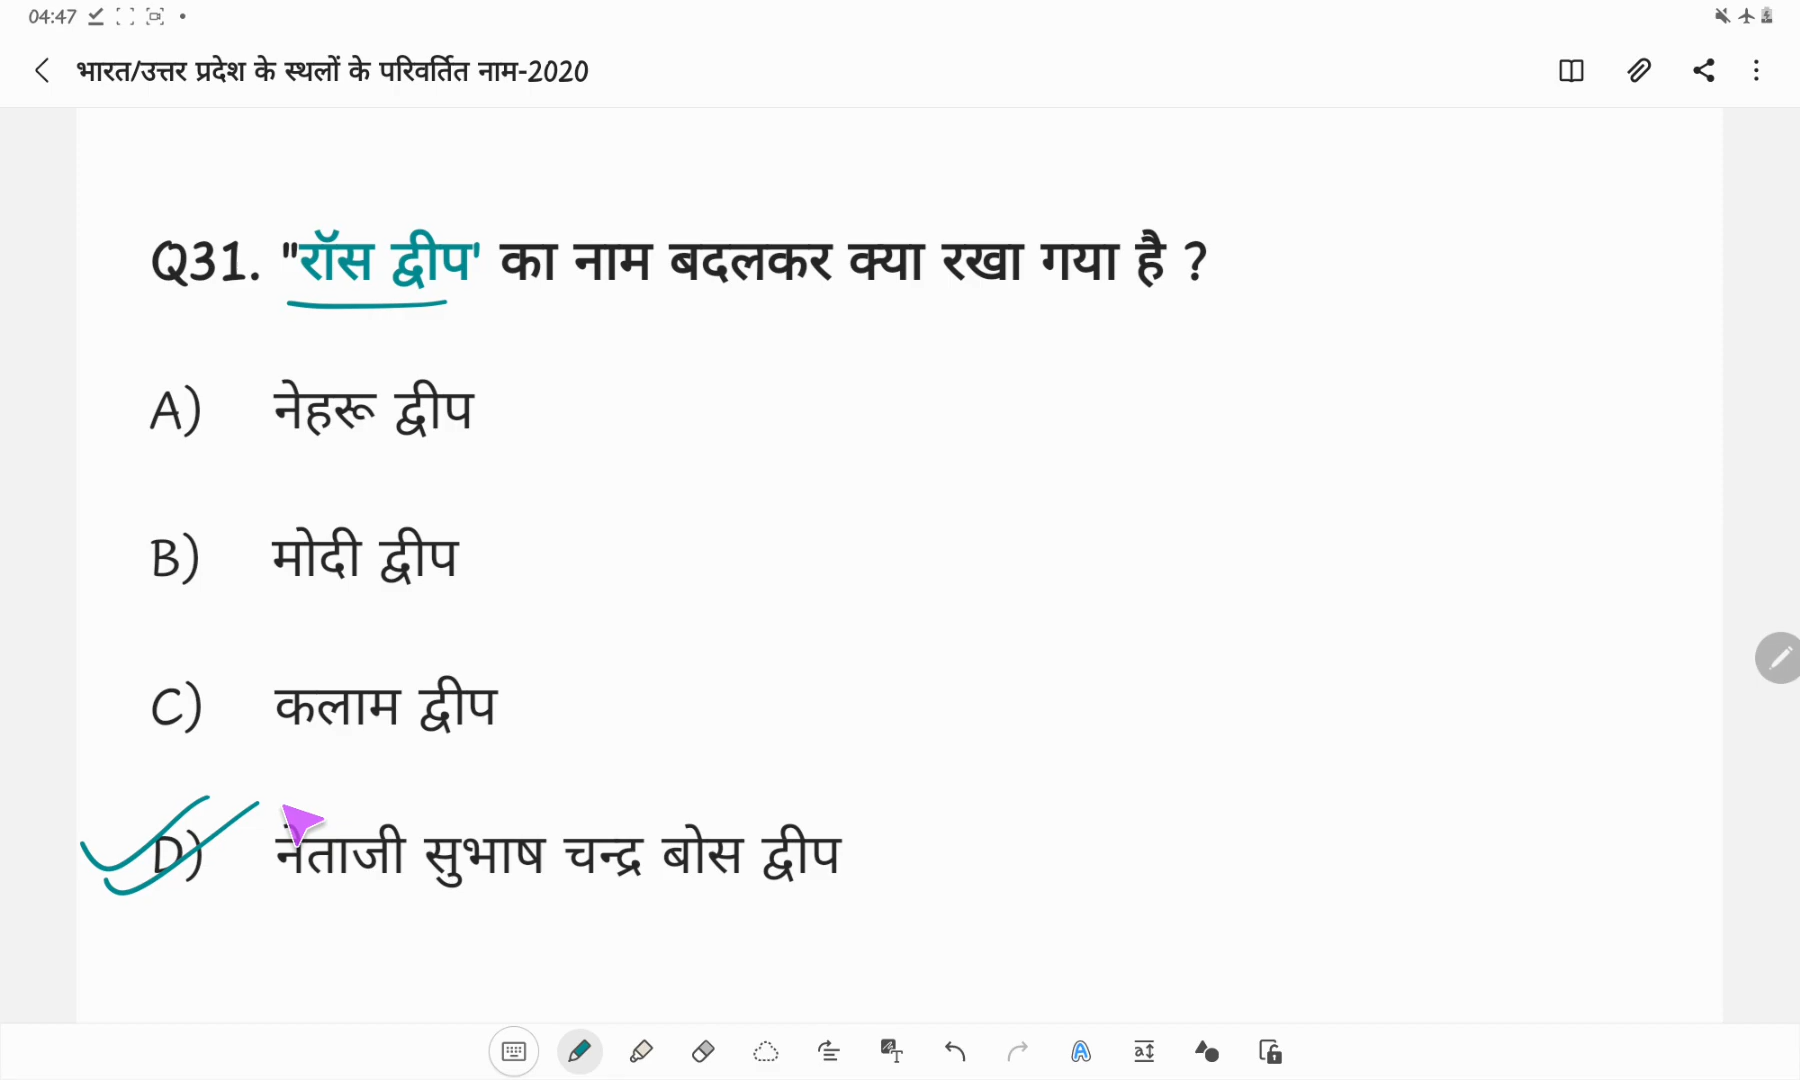 04:47
भारत/उत्तर प्रदेश के स्थलों के परिवर्तित नाम-2020
Q31. "रॉस द्वीप' का नाम बदलकर क्या रखा गया है ?
A) नेहरू द्वीप
B) मोदी द्वीप
C) कलाम द्वीप
D) नेताजी सुभाष चन्द्र बोस द्वीप